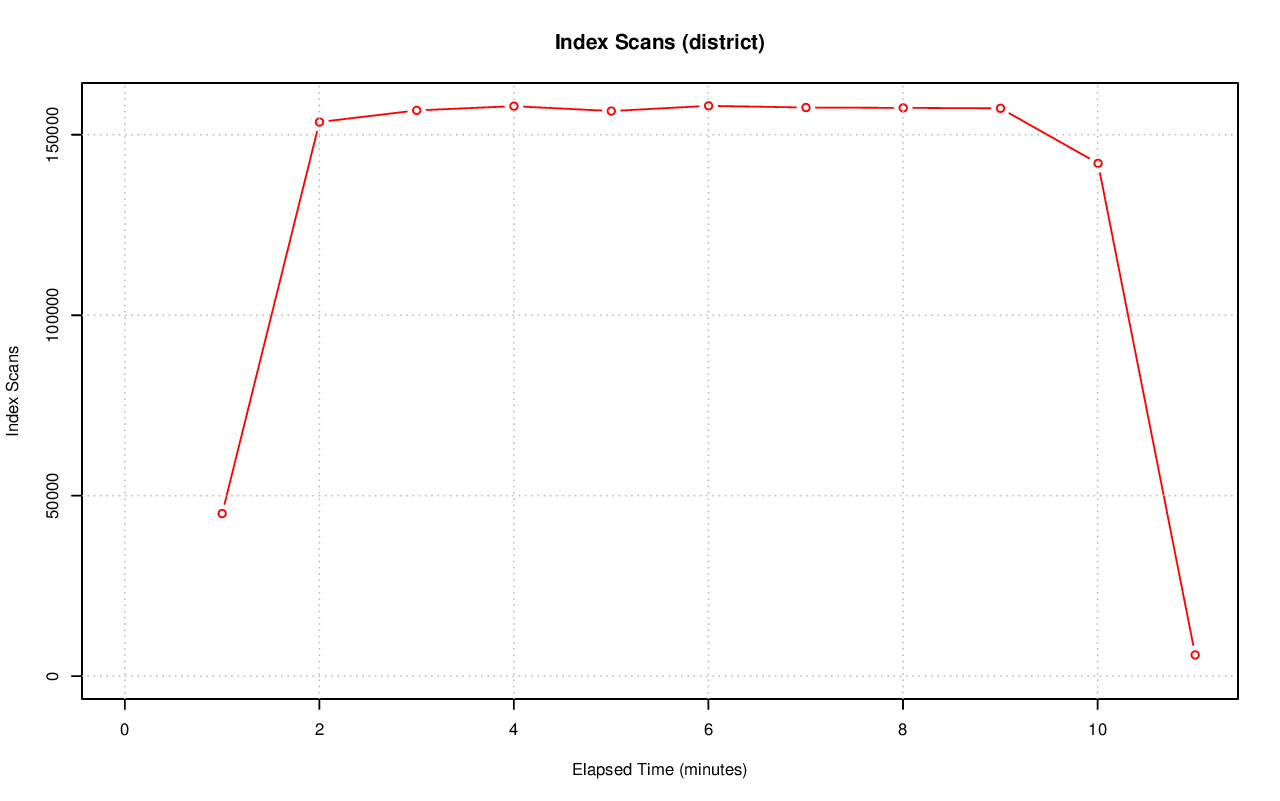 Index Scans (district)
Index Scans
150000
100000
50000
0
0 2 4 6 8 10
Elapsed Time (minutes)